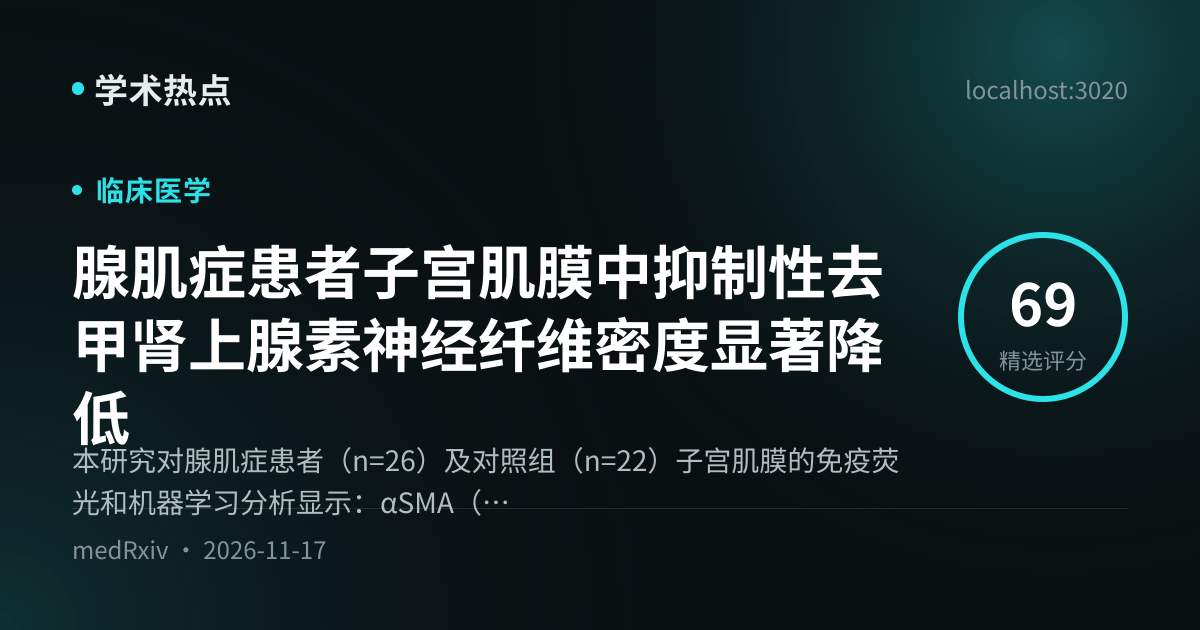 学术热点
localhost:3020
临床医学
腺肌症患者子宫肌膜中抑制性去
甲肾上腺素神经纤维密度显著降
低
69
精选评分
本研究对腺肌症患者（n=26）及对照组（n=22）子宫肌膜的免疫荧
光和机器学习分析显示：αSMA（…
medRxiv • 2026-11-17